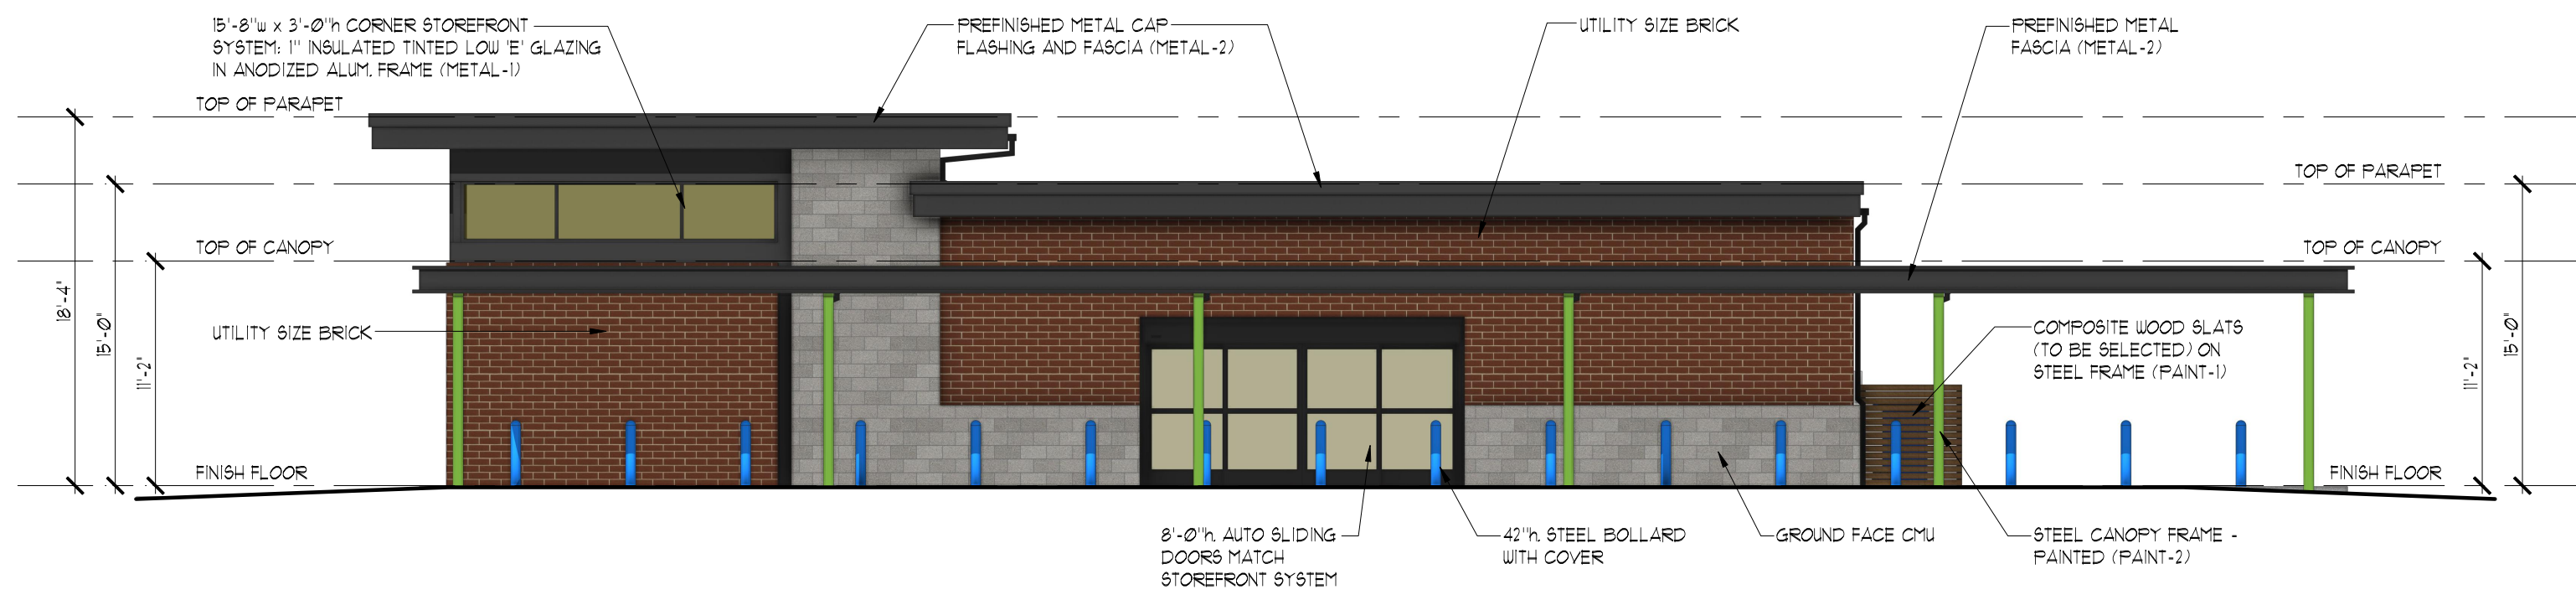 15'-8"w x 3'-0"h CORNER STOREFRONT
SYSTEM: 1" INSULATED TINTED LOW 'E' GLAZING
IN ANODIZED ALUM. FRAME (METAL-1)
PREFINISHED METAL CAP
FLASHING AND FASCIA (METAL-2)
UTILITY SIZE BRICK
PREFINISHED METAL
FASCIA (METAL-2)
TOP OF PARAPET
TOP OF PARAPET
TOP OF CANOPY
TOP OF CANOPY
18'-4"
15'-0"
11'-2"
UTILITY SIZE BRICK
COMPOSITE WOOD SLATS
(TO BE SELECTED) ON
STEEL FRAME (PAINT-1)
11'-2"
15'-0"
FINISH FLOOR
FINISH FLOOR
8'-0"h. AUTO SLIDING
DOORS MATCH
STOREFRONT SYSTEM
42"h. STEEL BOLLARD
WITH COVER
GROUND FACE CMU
STEEL CANOPY FRAME -
PAINTED (PAINT-2)